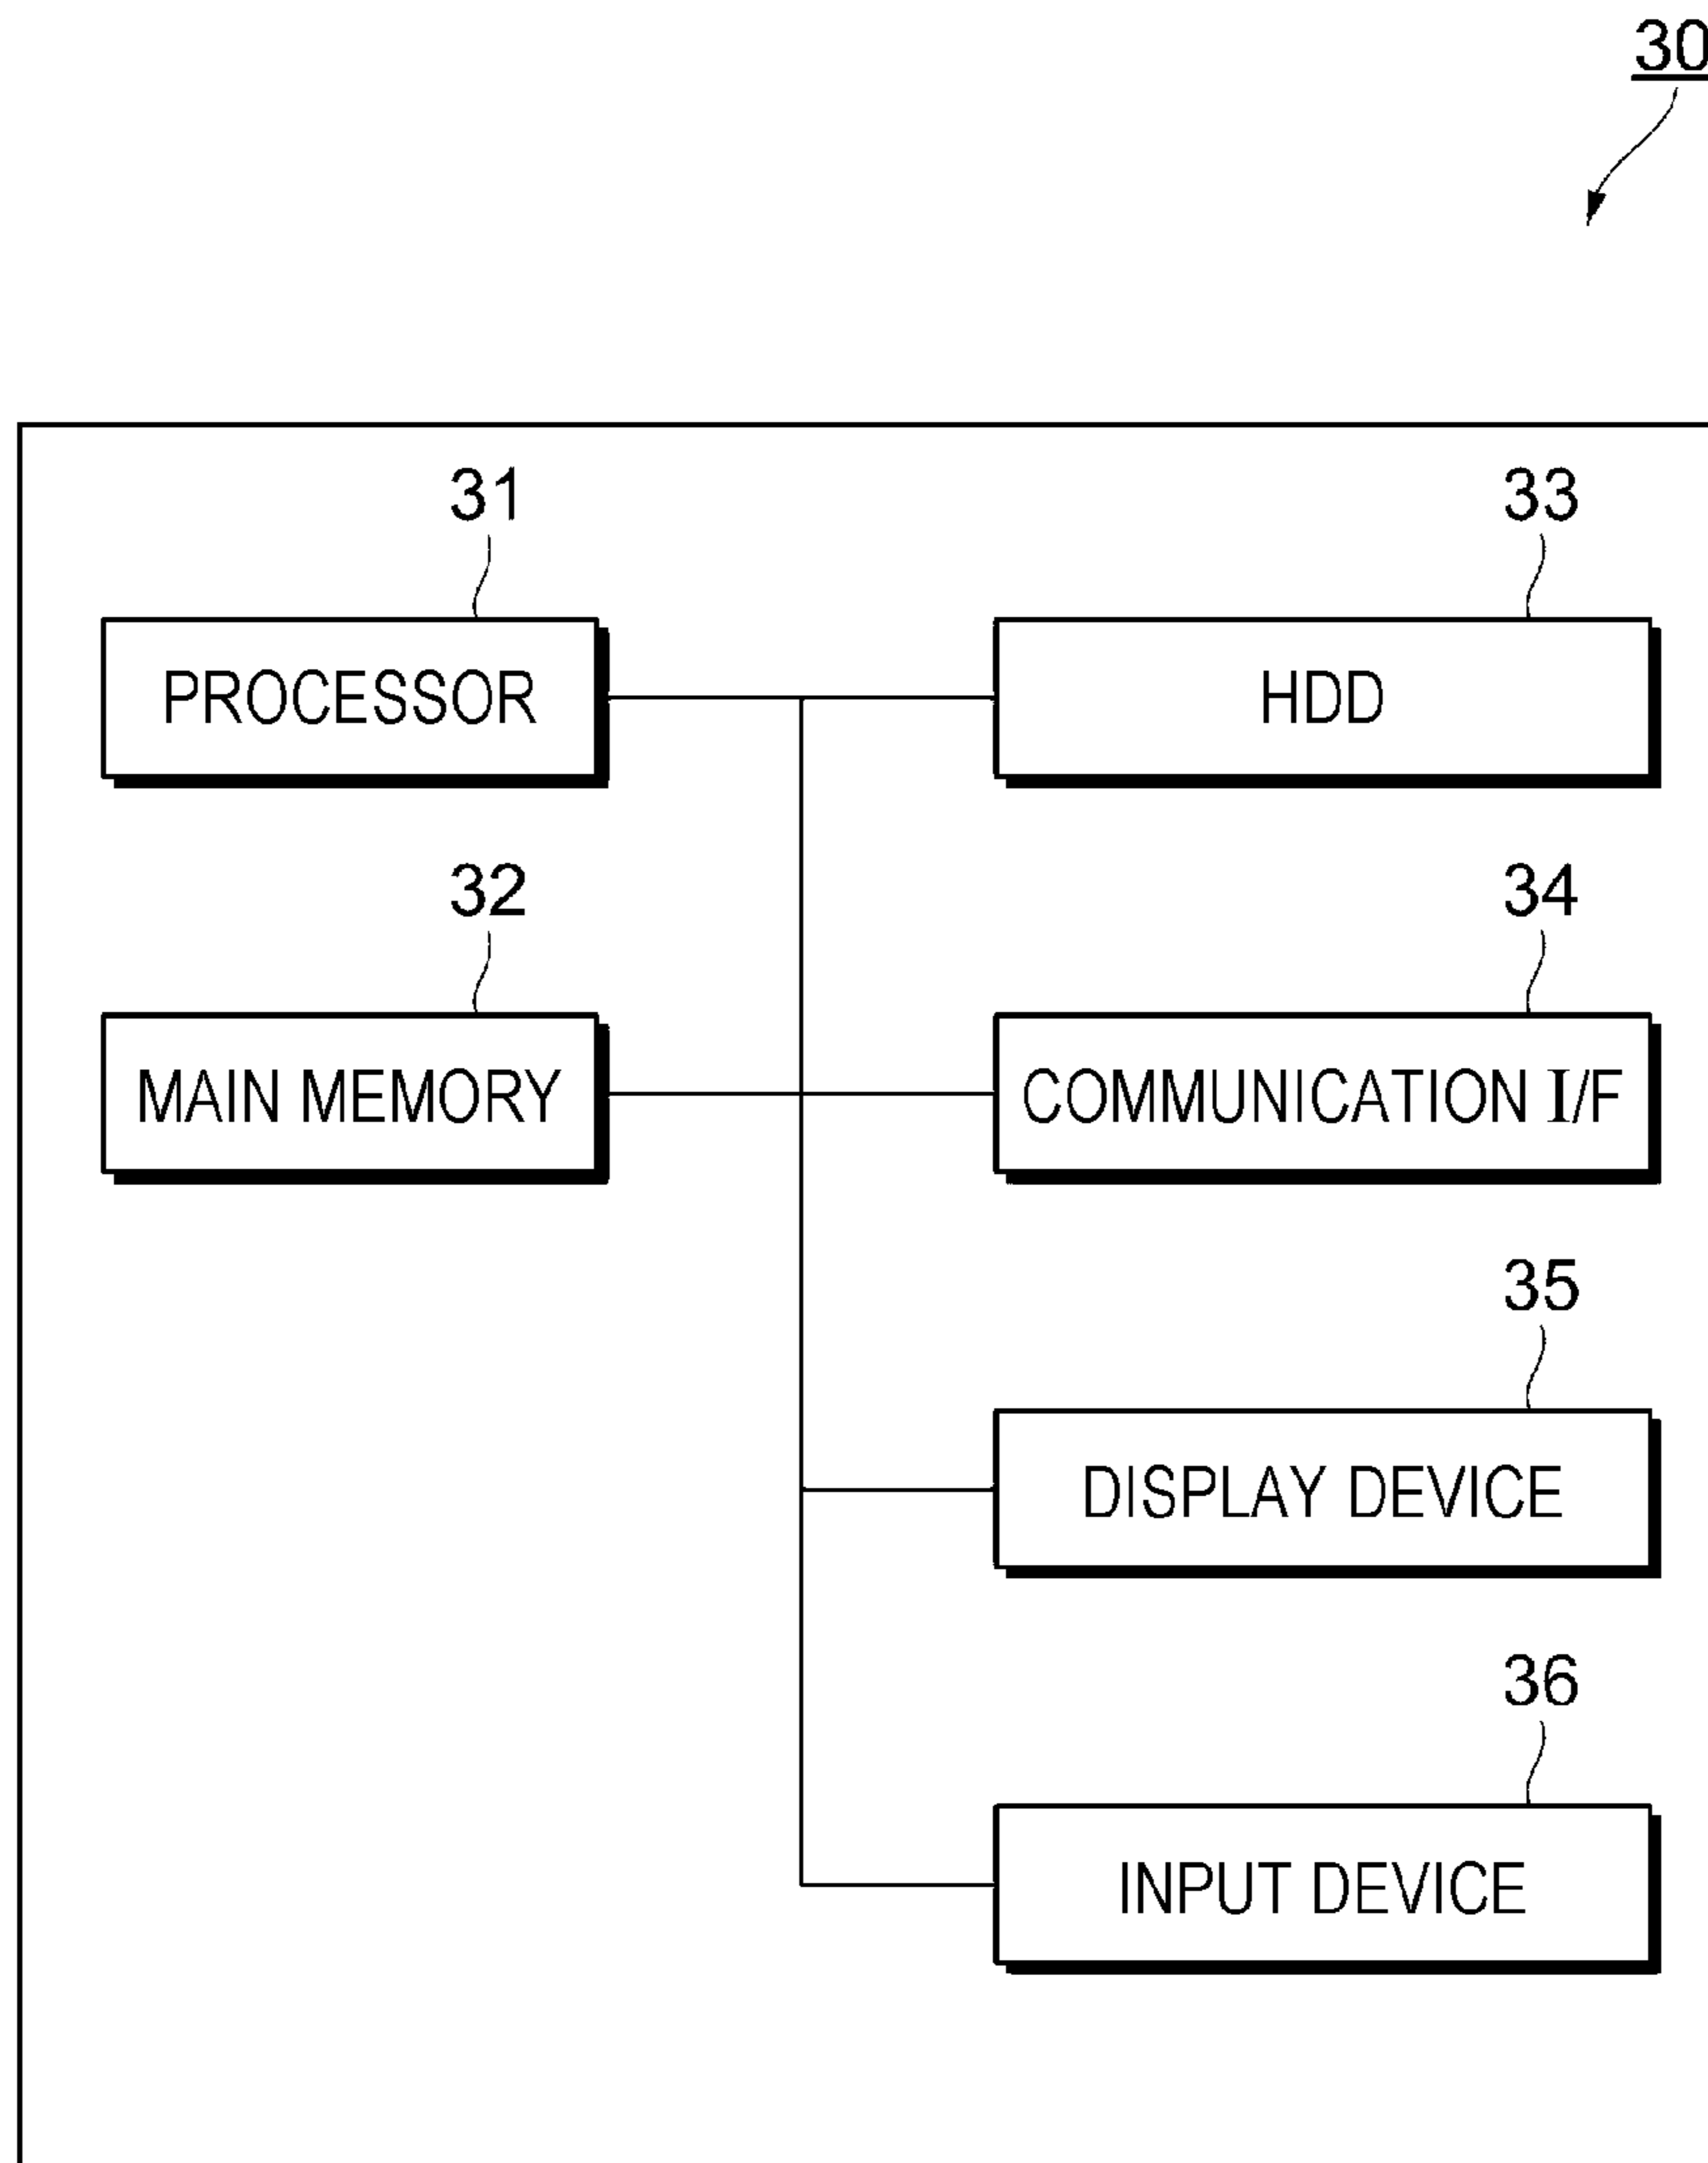 30
31
33
PROCESSOR
HDD
32
34
MAIN MEMORY
COMMUNICATION I/F
35
DISPLAY DEVICE
36
INPUT DEVICE